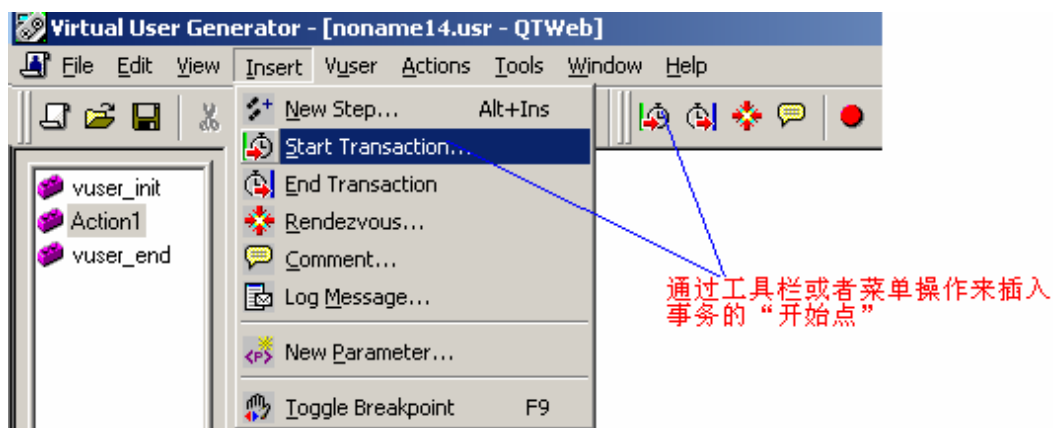 Virtual User Generator - [noname14.usr - QTWeb]
File Edit View Insert Vuser Actions Tools Window Help
New Step... Alt+Ins
Start Transaction...
vuser_init
End Transaction
Action1
Rendezvous...
vuser_end
Comment...
Log Message...
通过工具栏或者菜单操作来插入
事务的“开始点”
<P> New Parameter...
Toggle Breakpoint F9